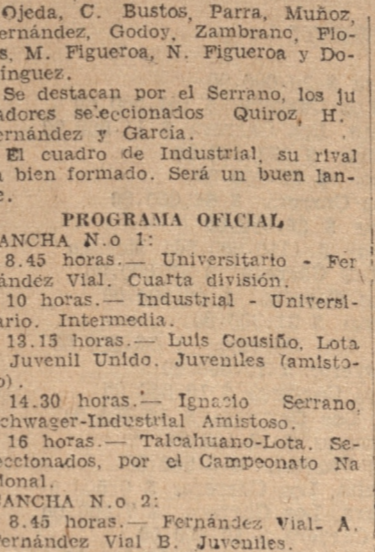 Ojeda, C. Bustos, Parra, Muñoz,
ernández, Godoy, Zambrano, Flo-
s, M. Figueroa, N. Figueroa y Do-
ínguez.
Se destacan por el Serrano, los ju
adores seleccionados Quiroz, H.
ernández y García.
El cuadro de Industrial, su rival
bien formado. Será un buen lan-
e.
PROGRAMA OFICIAL
ANCHA N.o 1:
8.45 horas.— Universitario - Fer
ández Vial. Cuarta división.
10 horas.— Industrial - Universi-
ario. Intermedia.
13.15 horas.— Luis Cousiño, Lota
Juvenil Unido. Juveniles (amisto-
o).
14.30 horas.— Ignacio Serrano,
chwager-Industrial Amistoso.
16 horas.— Talcahuano-Lota. Se-
eccionados, por el Campeonato Na
ional.
ANCHA N.o 2:
8.45 horas.— Fernández Vial- A.
ernández Vial B. Juveniles.